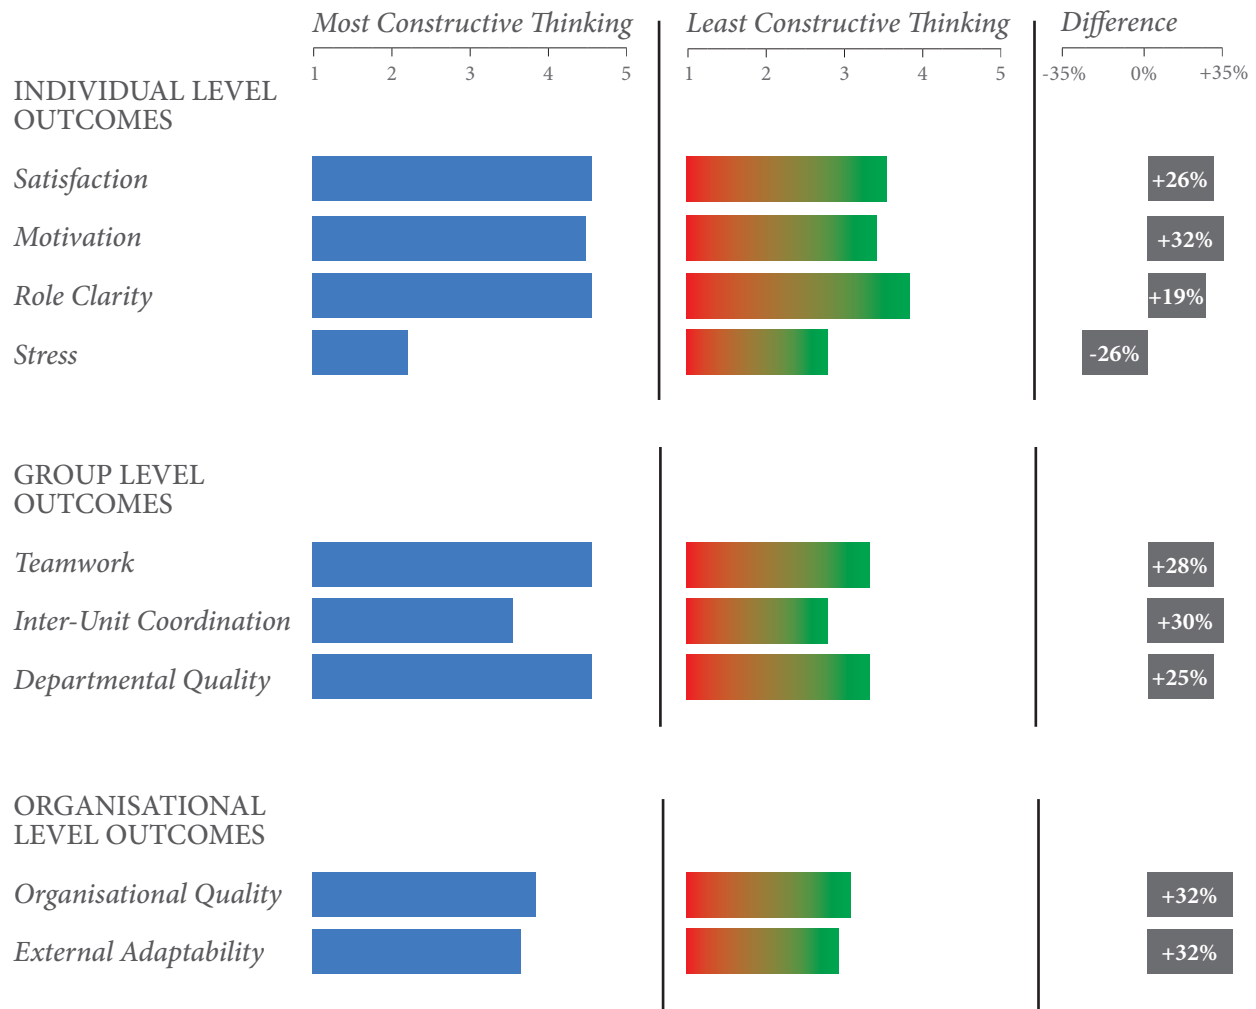 Most Constructive Thinking
Least Constructive Thinking
Difference
1 2 3 4 5
1 2 3 4 5
-35% 0% +35%
INDIVIDUAL LEVEL
OUTCOMES
Satisfaction
+26%
Motivation
+32%
Role Clarity
+19%
Stress
-26%
GROUP LEVEL
OUTCOMES
Teamwork
+28%
Inter-Unit Coordination
+30%
Departmental Quality
+25%
ORGANISATIONAL
LEVEL OUTCOMES
Organisational Quality
+32%
External Adaptability
+32%